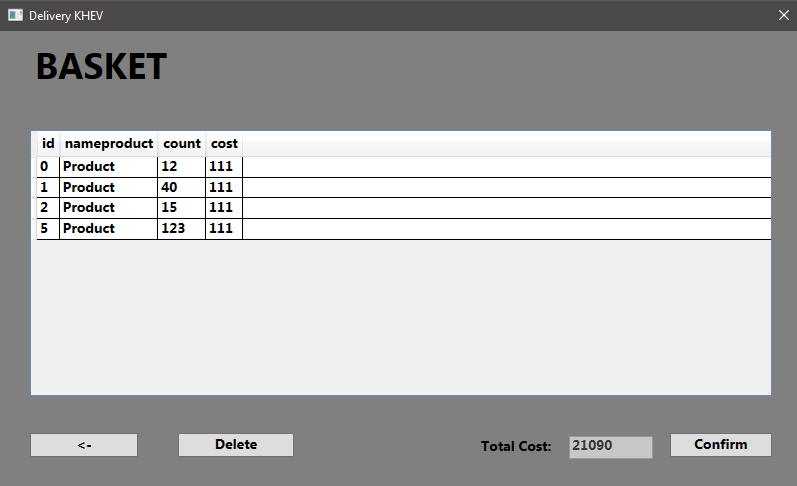 Delivery KHEV
BASKET
id nameproduct count cost
0 Product 12 111
1 Product 40 111
2 Product 15 111
5 Product 123 111
<- Delete Total Cost: 21090 Confirm